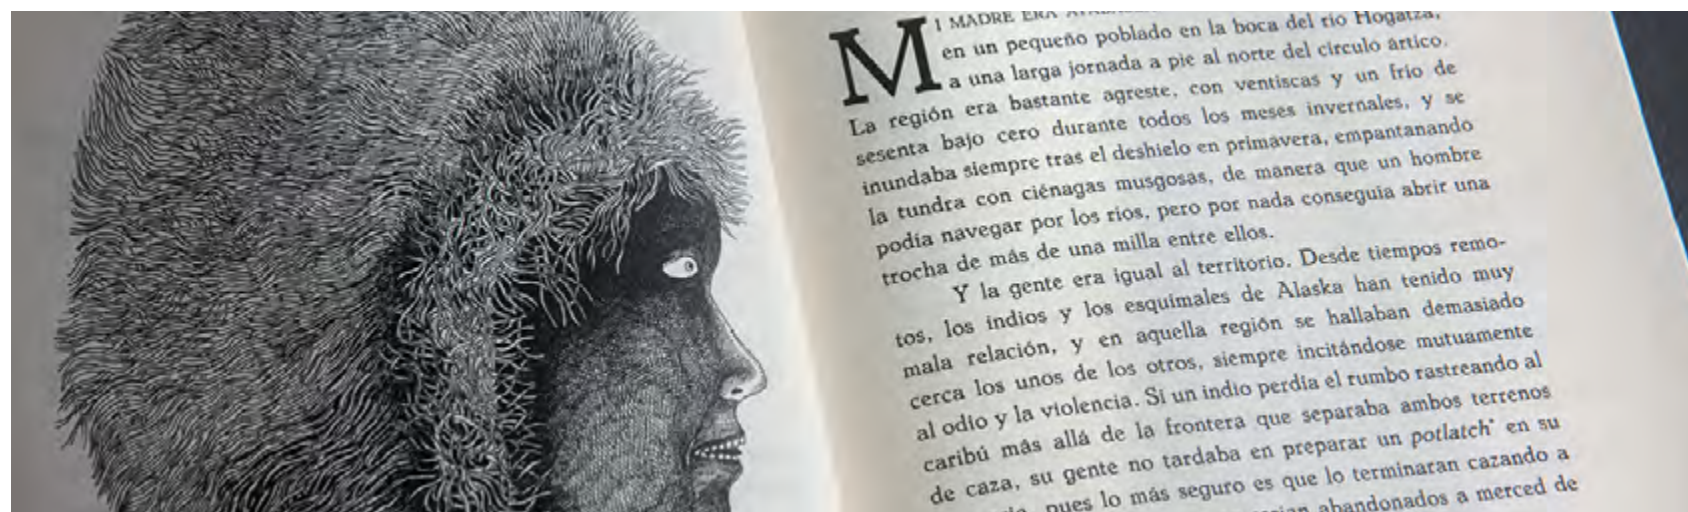 MI MADRE ERA
en un pequeño poblado en la boca del río Hogatza,
a una larga jornada a pie al norte del círculo ártico.
La región era bastante agreste, con ventiscas y un frío de
sesenta bajo cero durante todos los meses invernales, y se
inundaba siempre tras el deshielo en primavera, empantanando
la tundra con ciénagas musgosas, de manera que un hombre
podía navegar por los ríos, pero por nada conseguía abrir una
trocha de más de una milla entre ellos.
Y la gente era igual al territorio. Desde tiempos remo-
tos, los indios y los esquimales de Alaska han tenido muy
mala relación, y en aquella región se hallaban demasiado
cerca los unos de los otros, siempre incitándose mutuamente
al odio y la violencia. Si un indio perdía el rumbo rastreando al
caribú más allá de la frontera que separaba ambos terrenos
de caza, su gente no tardaba en preparar un potlatch* en su
pues lo más seguro es que lo terminaran cazando a
abandonados a merced de